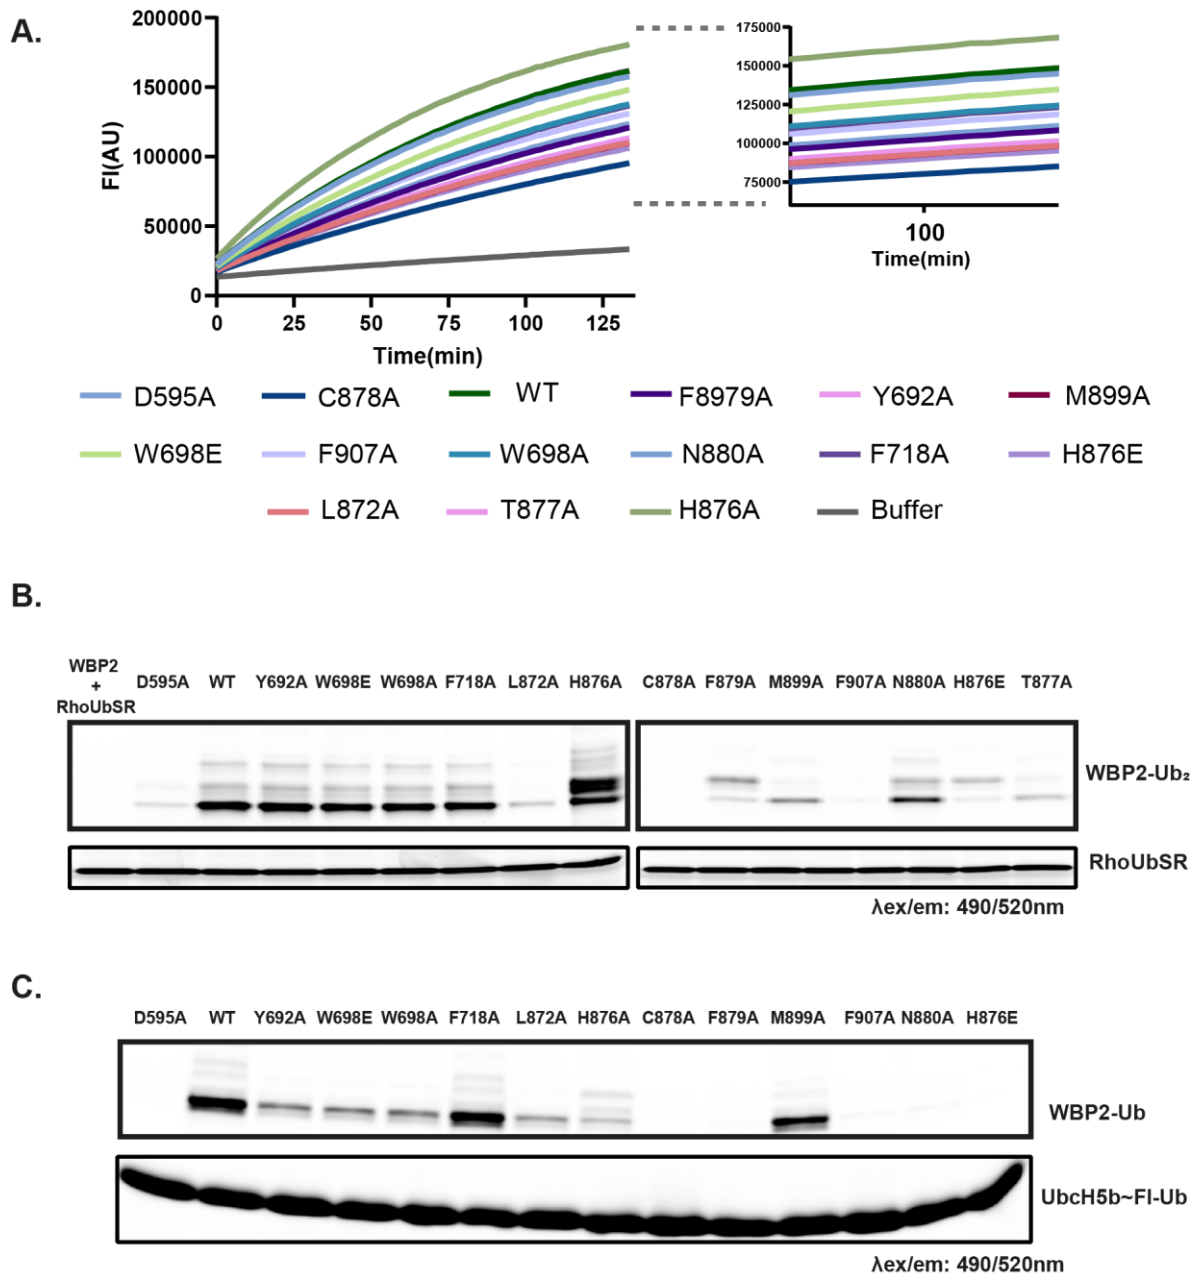 A.
200000
150000
100000
50000
0
FI(AU)
0 25 50 75 100 125
Time(min)
175000
150000
125000
100000
75000
100
Time(min)
D595A C878A WT F8979A Y692A M899A
W698E F907A W698A N880A F718A H876E
L872A T877A H876A Buffer
B.
WBP2
+
RhoUbSR
D595A WT Y692A W698E W698A F718A L872A H876A C878A F879A M899A F907A N880A H876E T877A
WBP2-Ub₂
RhoUbSR
λex/em: 490/520nm
C.
D595A WT Y692A W698E W698A F718A L872A H876A C878A F879A M899A F907A N880A H876E
WBP2-Ub
UbcH5b~Fl-Ub
λex/em: 490/520nm